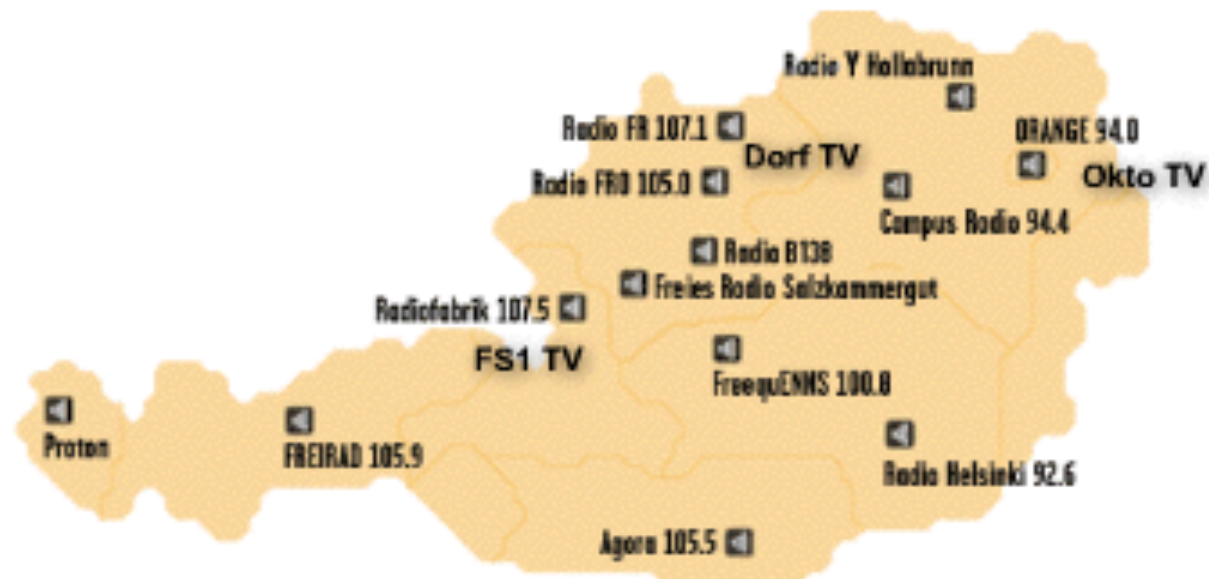 Radio Y Hollabrunn
Radio FR 107.1
ORANGE 94.0
Dorf TV
Okto TV
Radio FRO 105.0
Campus Radio 94.4
Radio B138
Freies Radio Salzkammergut
Radiofabrik 107.5
FS1 TV
FreequENNS 100.8
Proton
FREIRAD 105.9
Radio Helsinki 92.6
Agora 105.5